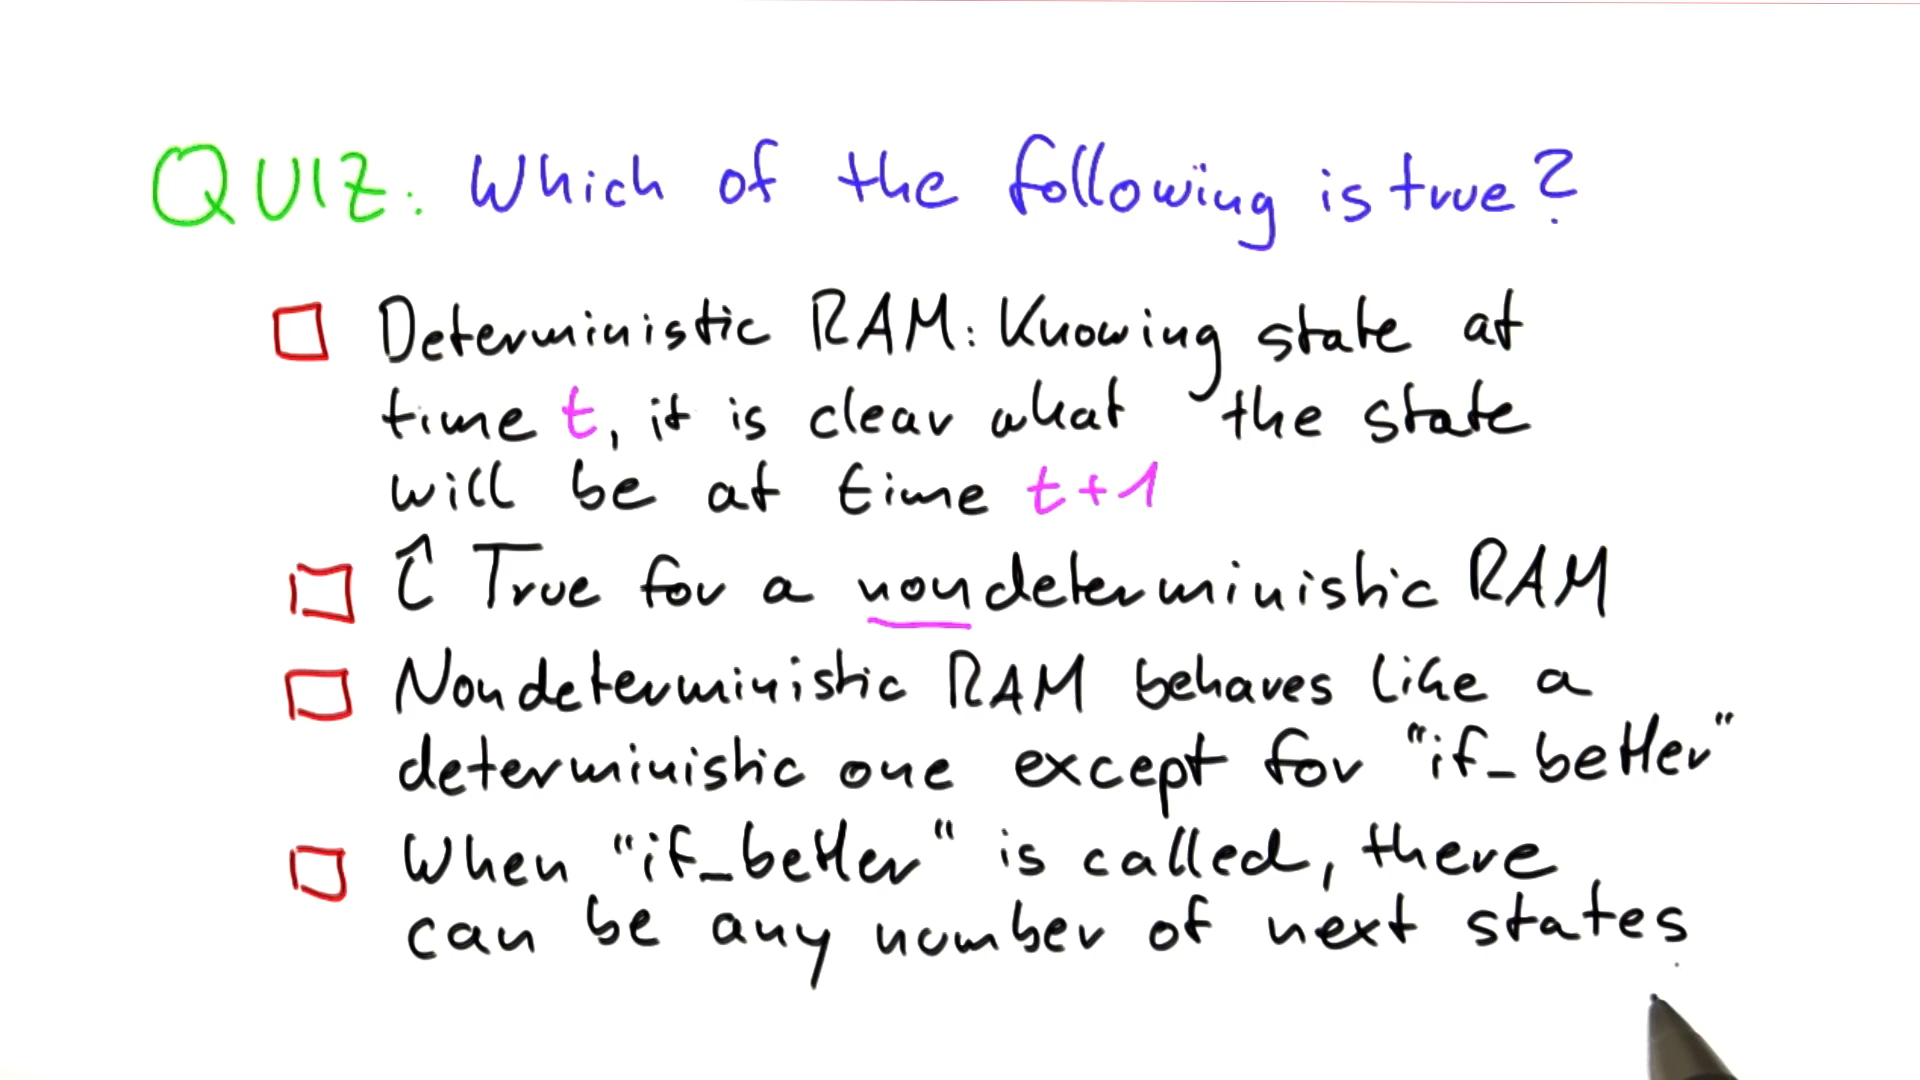 QUIZ: Which of the following is true?
Deterministic RAM: Knowing state at
time t, it is clear what the state
will be at time t+1
↑ True for a nondeterministic RAM
Nondeterministic RAM behaves like a
deterministic one except for "if_better"
When "if_better" is called, there
can be any number of next states